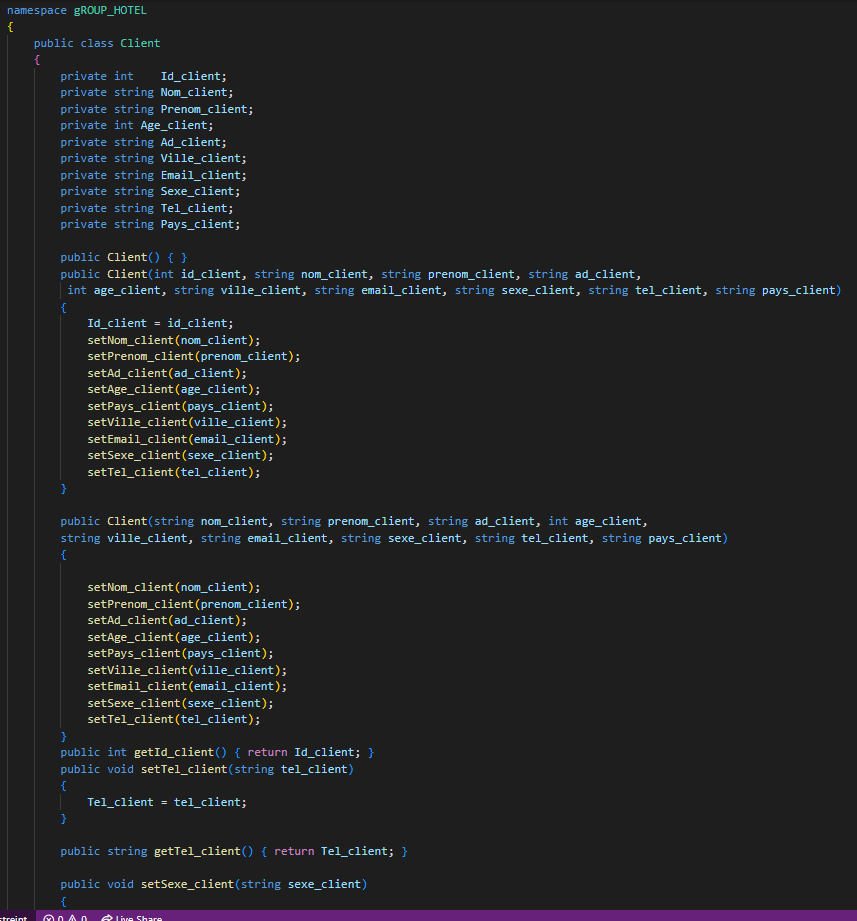 namespace gROUP_HOTEL
{
public class Client
{
private int    Id_client;
private string Nom_client;
private string Prenom_client;
private int Age_client;
private string Ad_client;
private string Ville_client;
private string Email_client;
private string Sexe_client;
private string Tel_client;
private string Pays_client;
public Client() { }
public Client(int id_client, string nom_client, string prenom_client, string ad_client,
int age_client, string ville_client, string email_client, string sexe_client, string tel_client, string pays_client)
{
Id_client = id_client;
setNom_client(nom_client);
setPrenom_client(prenom_client);
setAd_client(ad_client);
setAge_client(age_client);
setPays_client(pays_client);
setVille_client(ville_client);
setEmail_client(email_client);
setSexe_client(sexe_client);
setTel_client(tel_client);
}
public Client(string nom_client, string prenom_client, string ad_client, int age_client,
string ville_client, string email_client, string sexe_client, string tel_client, string pays_client)
{
setNom_client(nom_client);
setPrenom_client(prenom_client);
setAd_client(ad_client);
setAge_client(age_client);
setPays_client(pays_client);
setVille_client(ville_client);
setEmail_client(email_client);
setSexe_client(sexe_client);
setTel_client(tel_client);
}
public int getId_client() { return Id_client; }
public void setTel_client(string tel_client)
{
Tel_client = tel_client;
}
public string getTel_client() { return Tel_client; }
public void setSexe_client(string sexe_client)
{
streint 0 0 Live Share